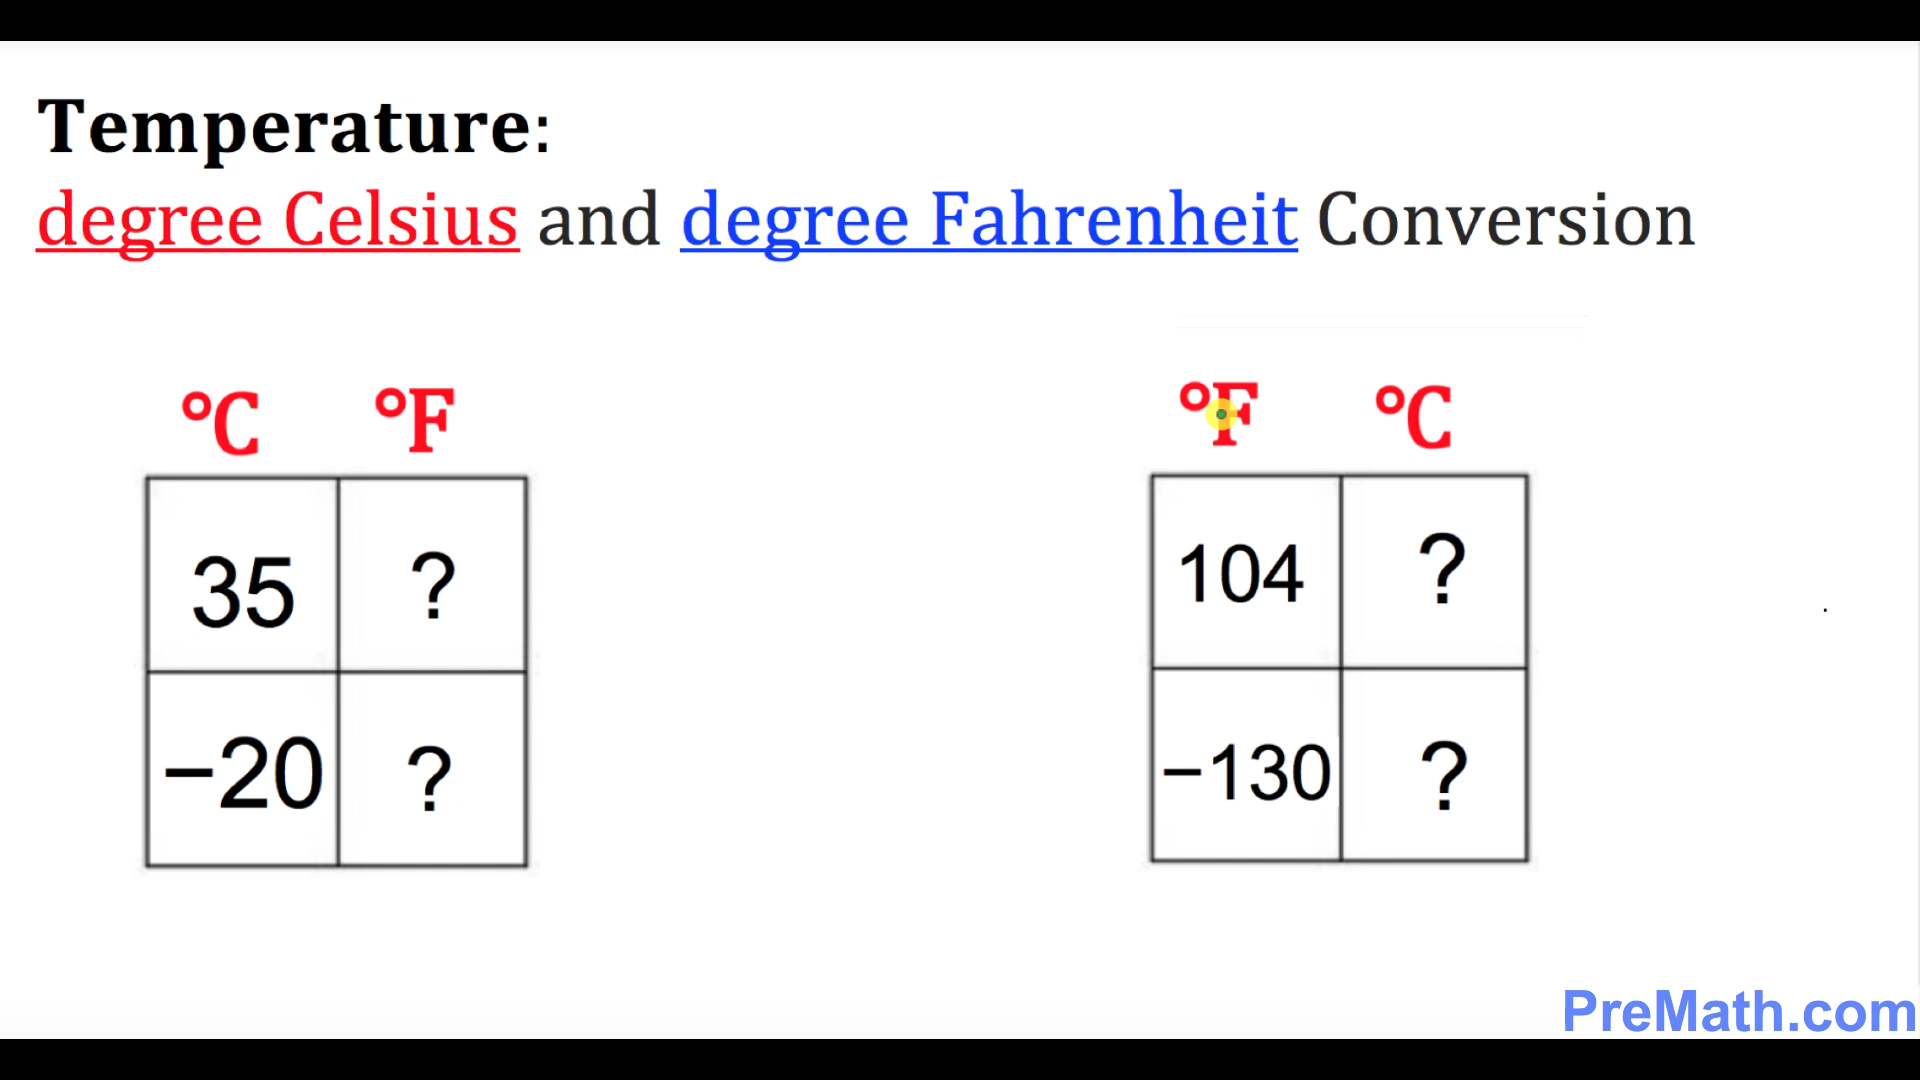 Temperature:
degree Celsius and degree Fahrenheit Conversion
°C °F
35 ?
−20 ?
°F °C
104 ?
−130 ?
PreMath.com